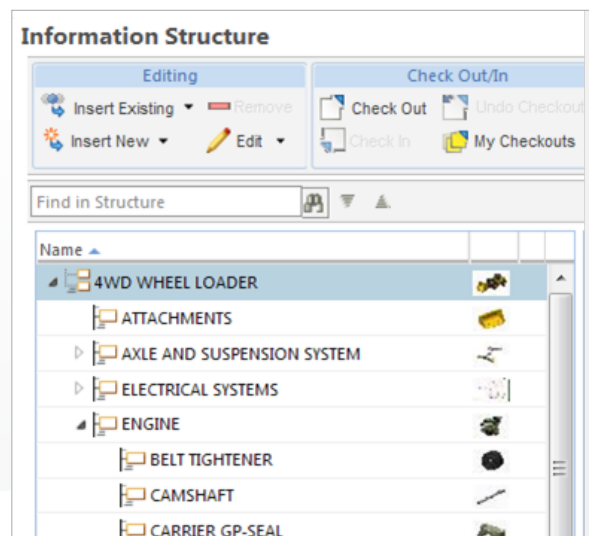 Information Structure
Editing
Check Out/In
Insert Existing
Remove
Check Out
Undo Checkout
Insert New
Edit
Check In
My Checkouts
Find in Structure
Name
4WD WHEEL LOADER
ATTACHMENTS
AXLE AND SUSPENSION SYSTEM
ELECTRICAL SYSTEMS
ENGINE
BELT TIGHTENER
CAMSHAFT
CARRIER GP-SEAL